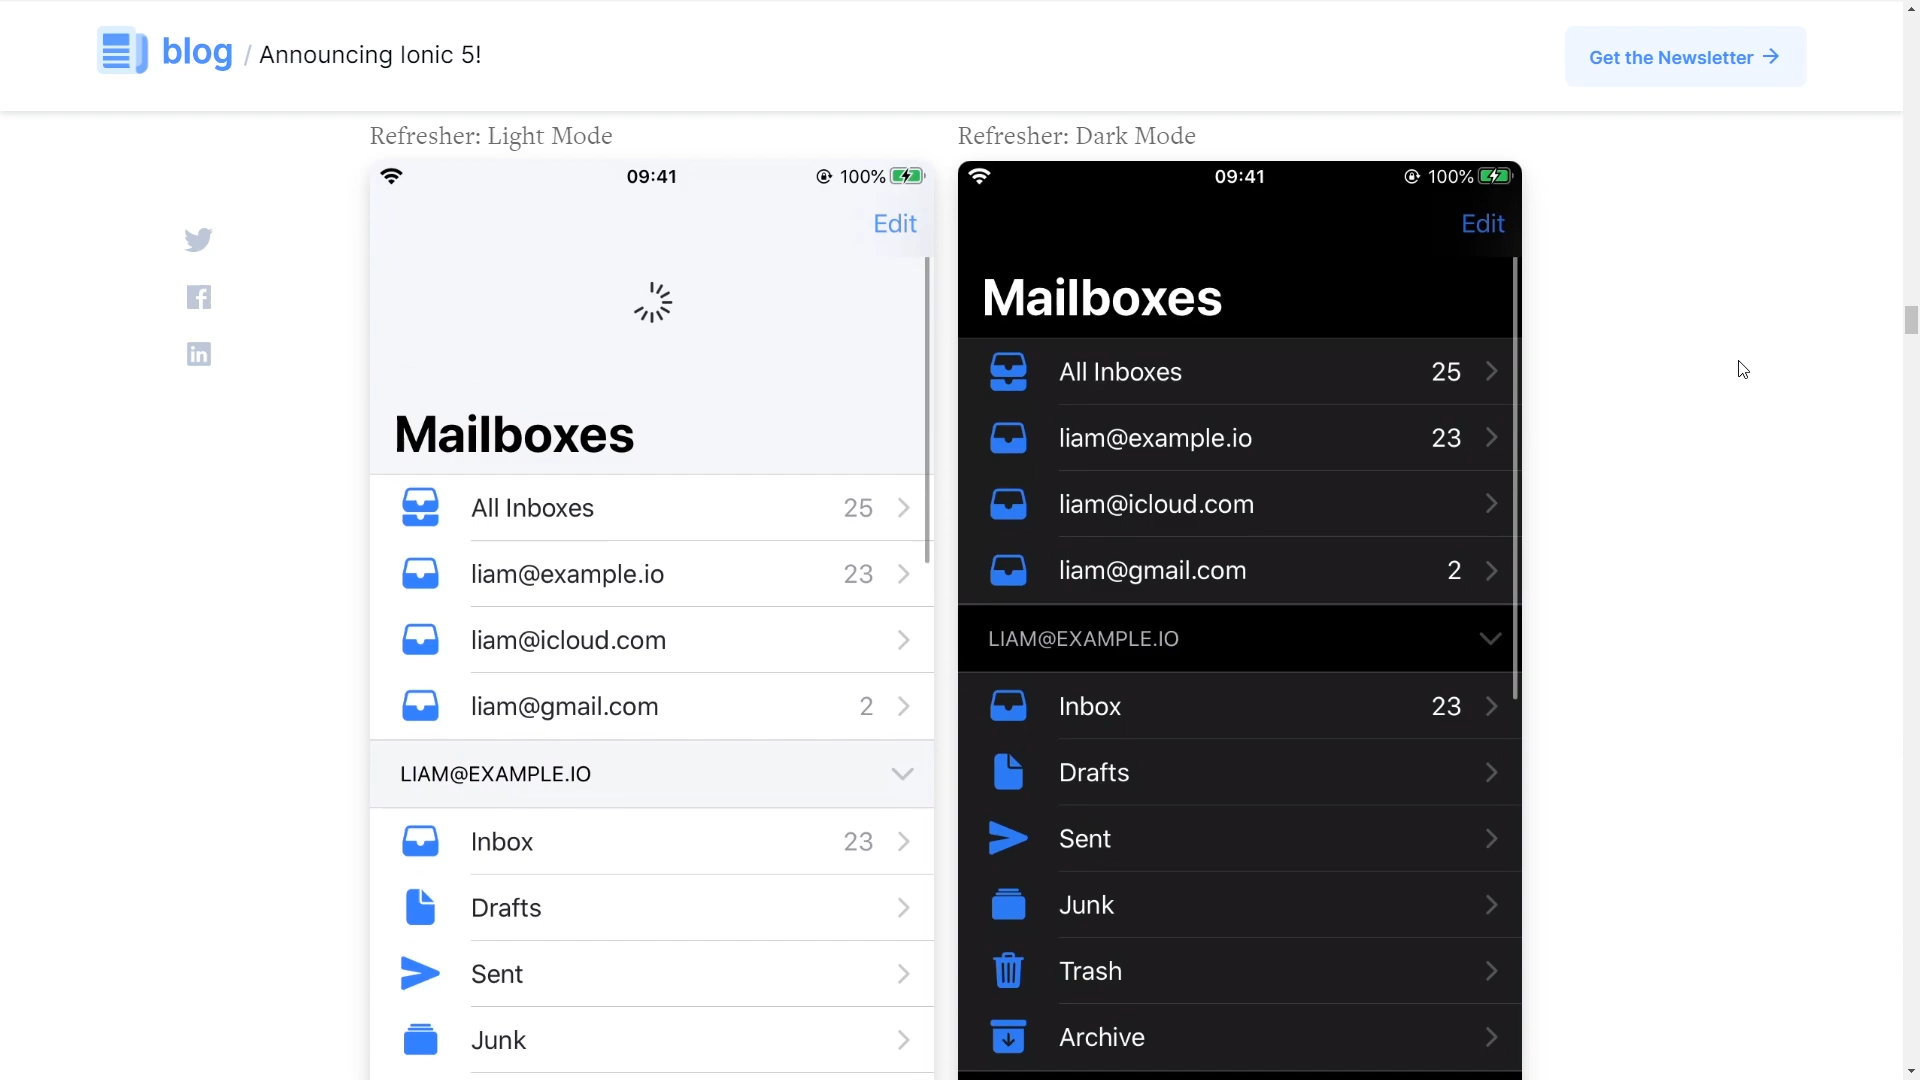 blog / Announcing Ionic 5!
Get the Newsletter →
Refresher: Light Mode
09:41
100%
Edit
Mailboxes
All Inboxes 25
liam@example.io 23
liam@icloud.com
liam@gmail.com 2
LIAM@EXAMPLE.IO
Inbox 23
Drafts
Sent
Junk
Refresher: Dark Mode
09:41
100%
Edit
Mailboxes
All Inboxes 25
liam@example.io 23
liam@icloud.com
liam@gmail.com 2
LIAM@EXAMPLE.IO
Inbox 23
Drafts
Sent
Junk
Trash
Archive